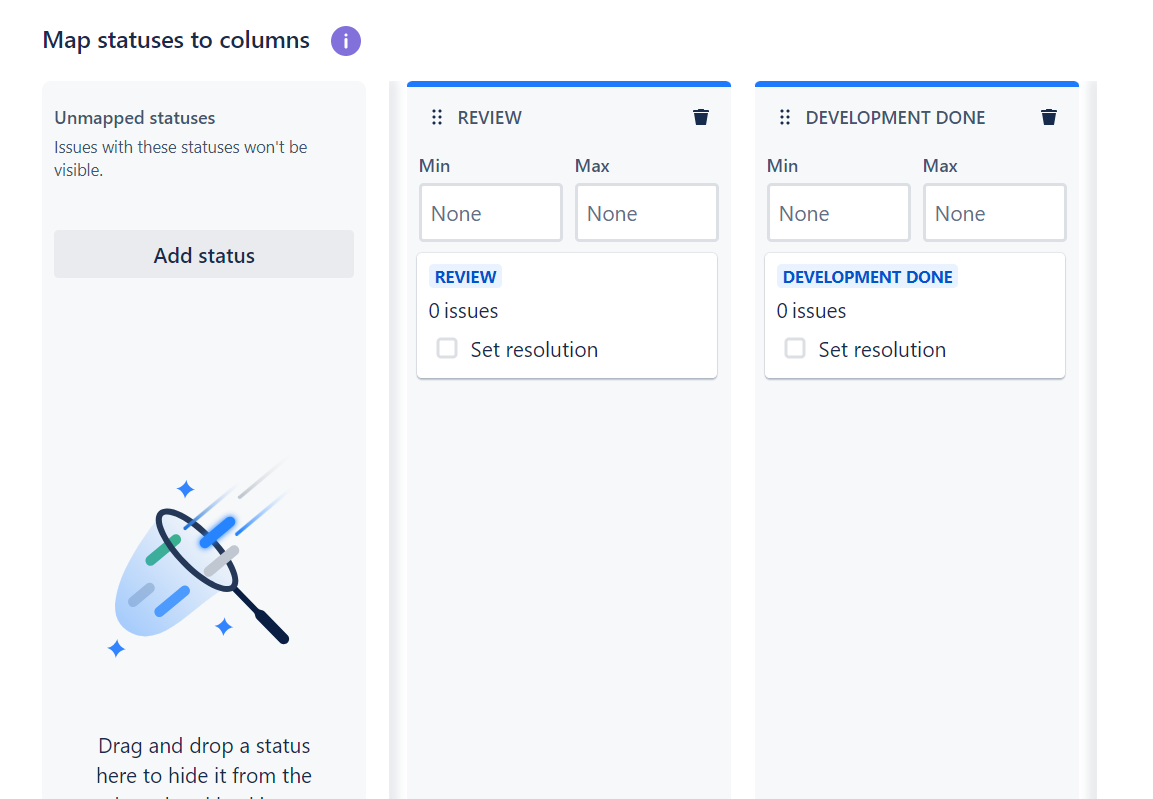 Map statuses to columns
i
Unmapped statuses
Issues with these statuses won't be
visible.
Add status
Drag and drop a status
here to hide it from the
REVIEW
Min Max
None None
REVIEW
0 issues
Set resolution
DEVELOPMENT DONE
Min Max
None None
DEVELOPMENT DONE
0 issues
Set resolution